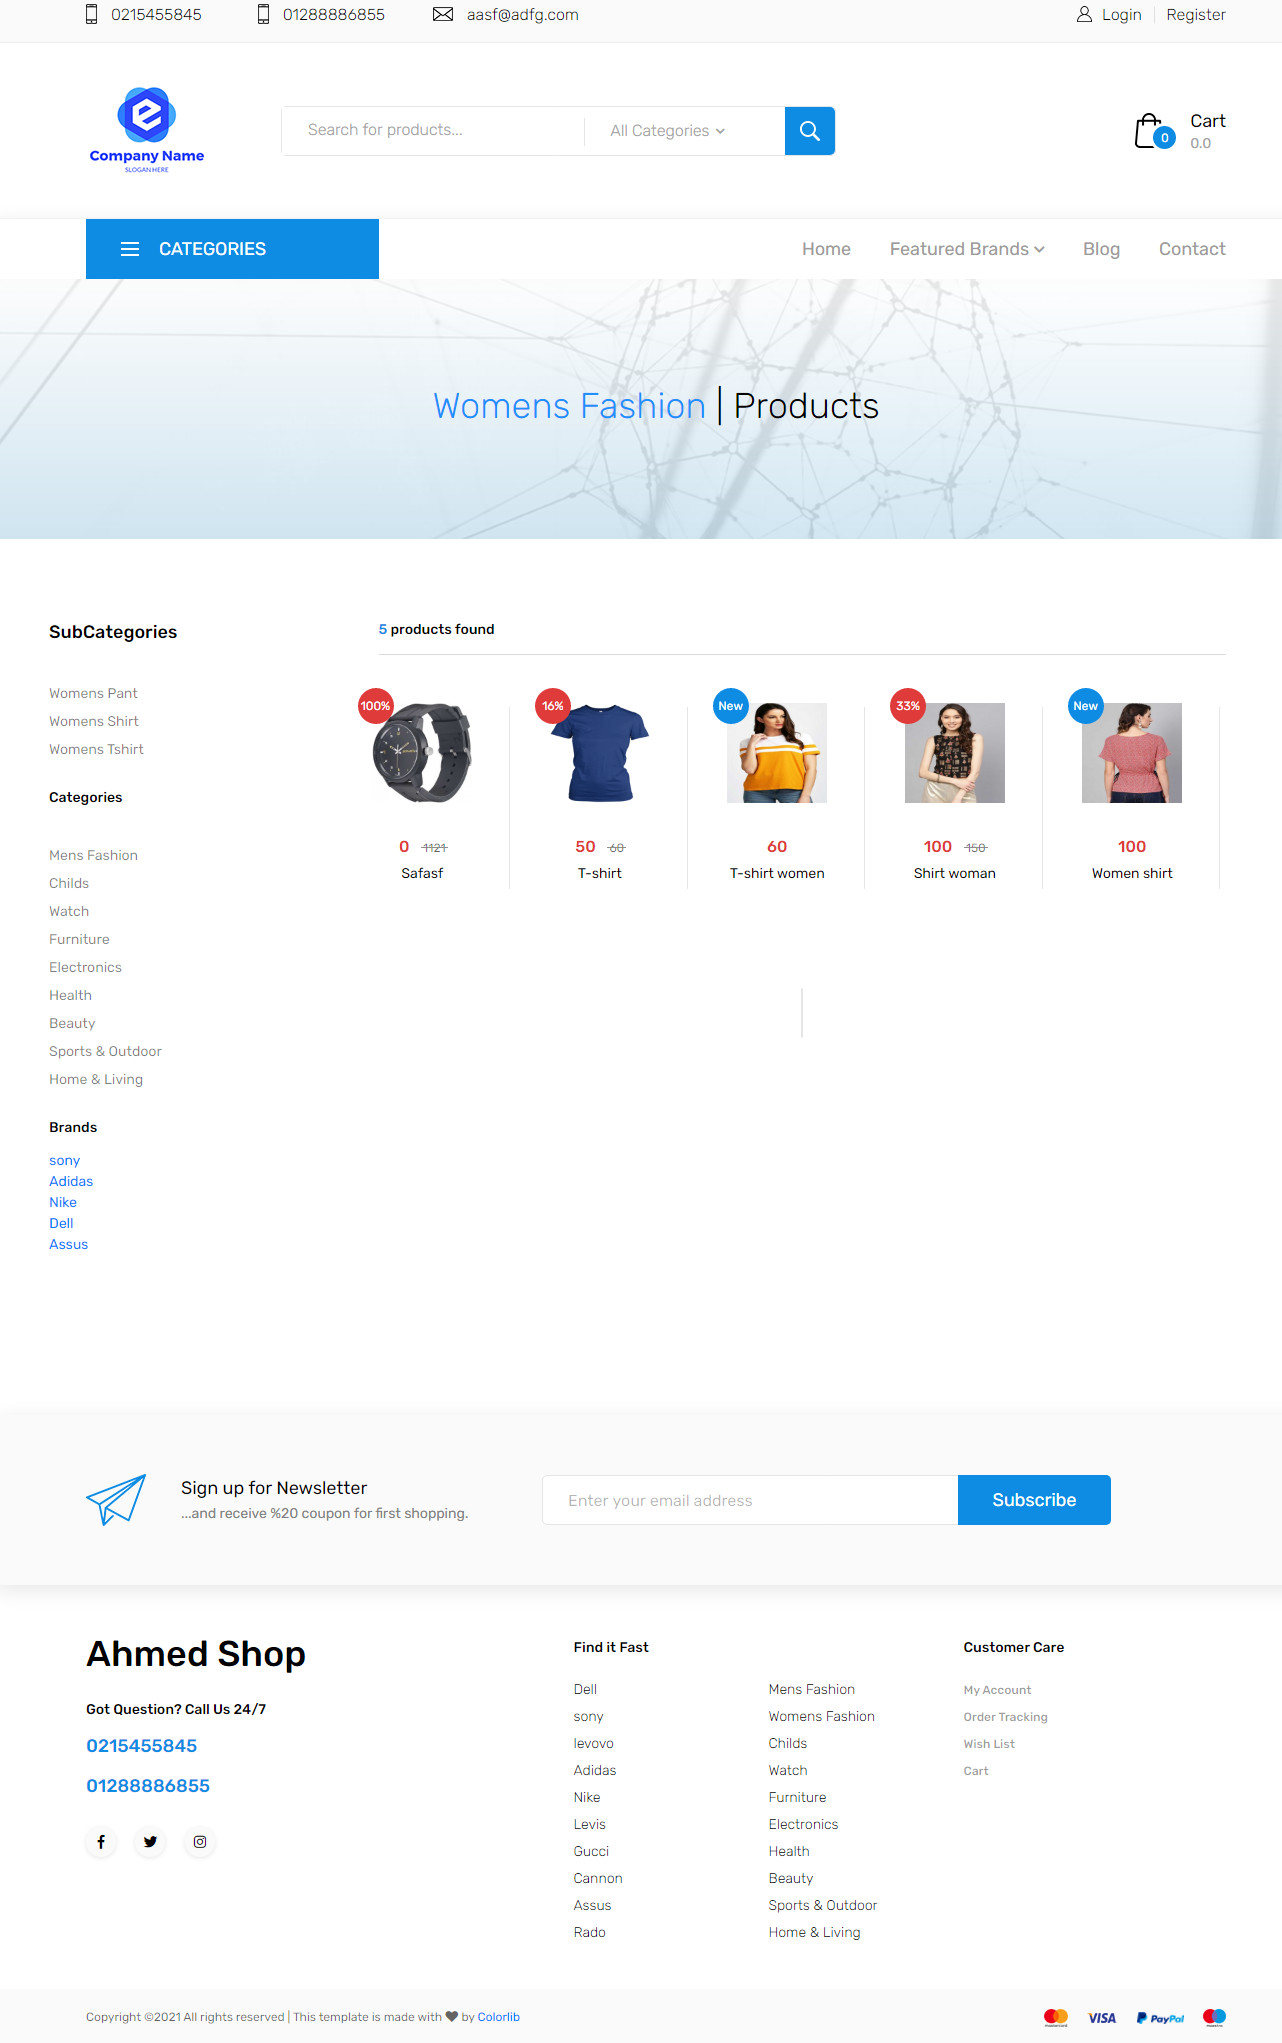 0215455845 01288886855 aasf@adfg.com Login Register
Company Name
SLOGAN HERE
Search for products... All Categories
Cart
0 0.0
CATEGORIES Home Featured Brands Blog Contact
Womens Fashion | Products
SubCategories
Womens Pant
Womens Shirt
Womens Tshirt
Categories
Mens Fashion
Childs
Watch
Furniture
Electronics
Health
Beauty
Sports & Outdoor
Home & Living
Brands
sony
Adidas
Nike
Dell
Assus
5 products found
100% 16% New 33% New
0 1121 50 60 60 100 150 100
Safasf T-shirt T-shirt women Shirt woman Women shirt
Sign up for Newsletter
...and receive %20 coupon for first shopping.
Enter your email address Subscribe
Ahmed Shop
Got Question? Call Us 24/7
0215455845
01288886855
Find it Fast
Dell
sony
levovo
Adidas
Nike
Levis
Gucci
Cannon
Assus
Rado
Mens Fashion
Womens Fashion
Childs
Watch
Furniture
Electronics
Health
Beauty
Sports & Outdoor
Home & Living
Customer Care
My Account
Order Tracking
Wish List
Cart
Copyright ©2021 All rights reserved | This template is made with ♥ by Colorlib
mastercard VISA PayPal maestro